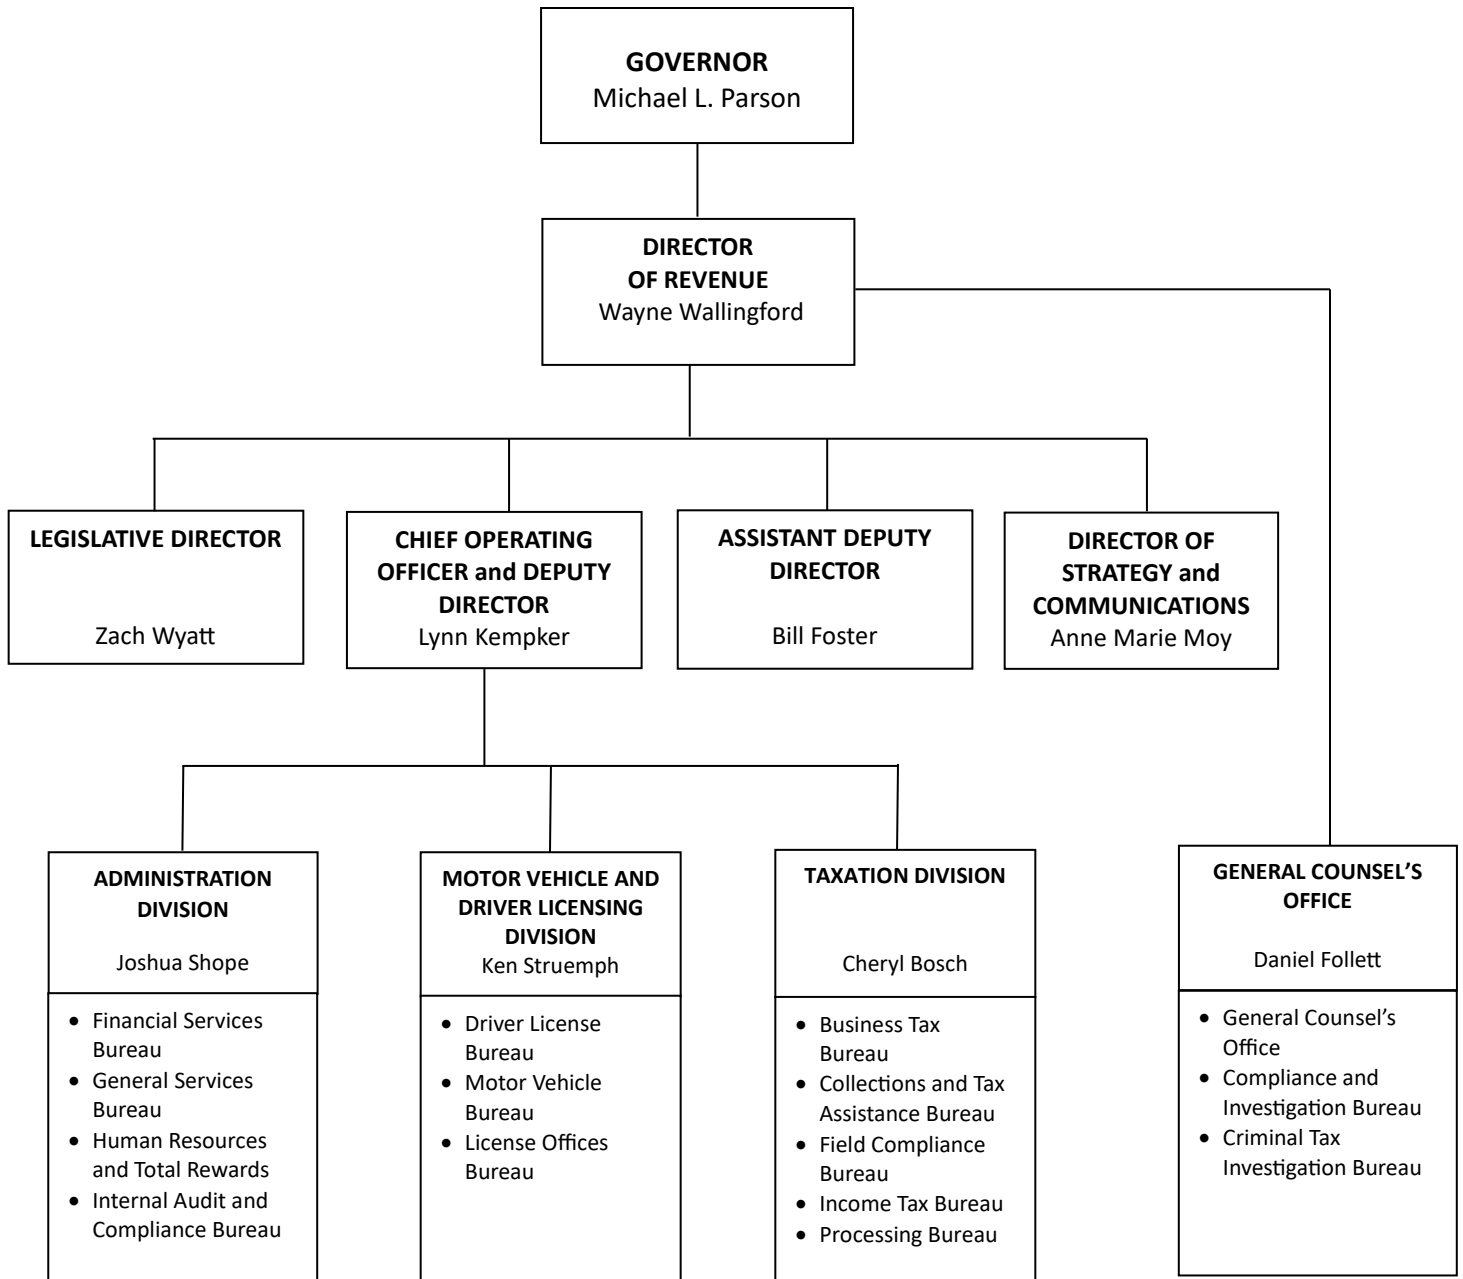 GOVERNOR
Michael L. Parson
DIRECTOR
OF REVENUE
Wayne Wallingford
LEGISLATIVE DIRECTOR
Zach Wyatt
CHIEF OPERATING
OFFICER and DEPUTY
DIRECTOR
Lynn Kempker
ASSISTANT DEPUTY
DIRECTOR
Bill Foster
DIRECTOR OF
STRATEGY and
COMMUNICATIONS
Anne Marie Moy
ADMINISTRATION
DIVISION
Joshua Shope
• Financial Services
Bureau
• General Services
Bureau
• Human Resources
and Total Rewards
• Internal Audit and
Compliance Bureau
MOTOR VEHICLE AND
DRIVER LICENSING
DIVISION
Ken Struemph
• Driver License
Bureau
• Motor Vehicle
Bureau
• License Offices
Bureau
TAXATION DIVISION
Cheryl Bosch
• Business Tax
Bureau
• Collections and Tax
Assistance Bureau
• Field Compliance
Bureau
• Income Tax Bureau
• Processing Bureau
GENERAL COUNSEL’S
OFFICE
Daniel Follett
• General Counsel’s
Office
• Compliance and
Investigation Bureau
• Criminal Tax
Investigation Bureau